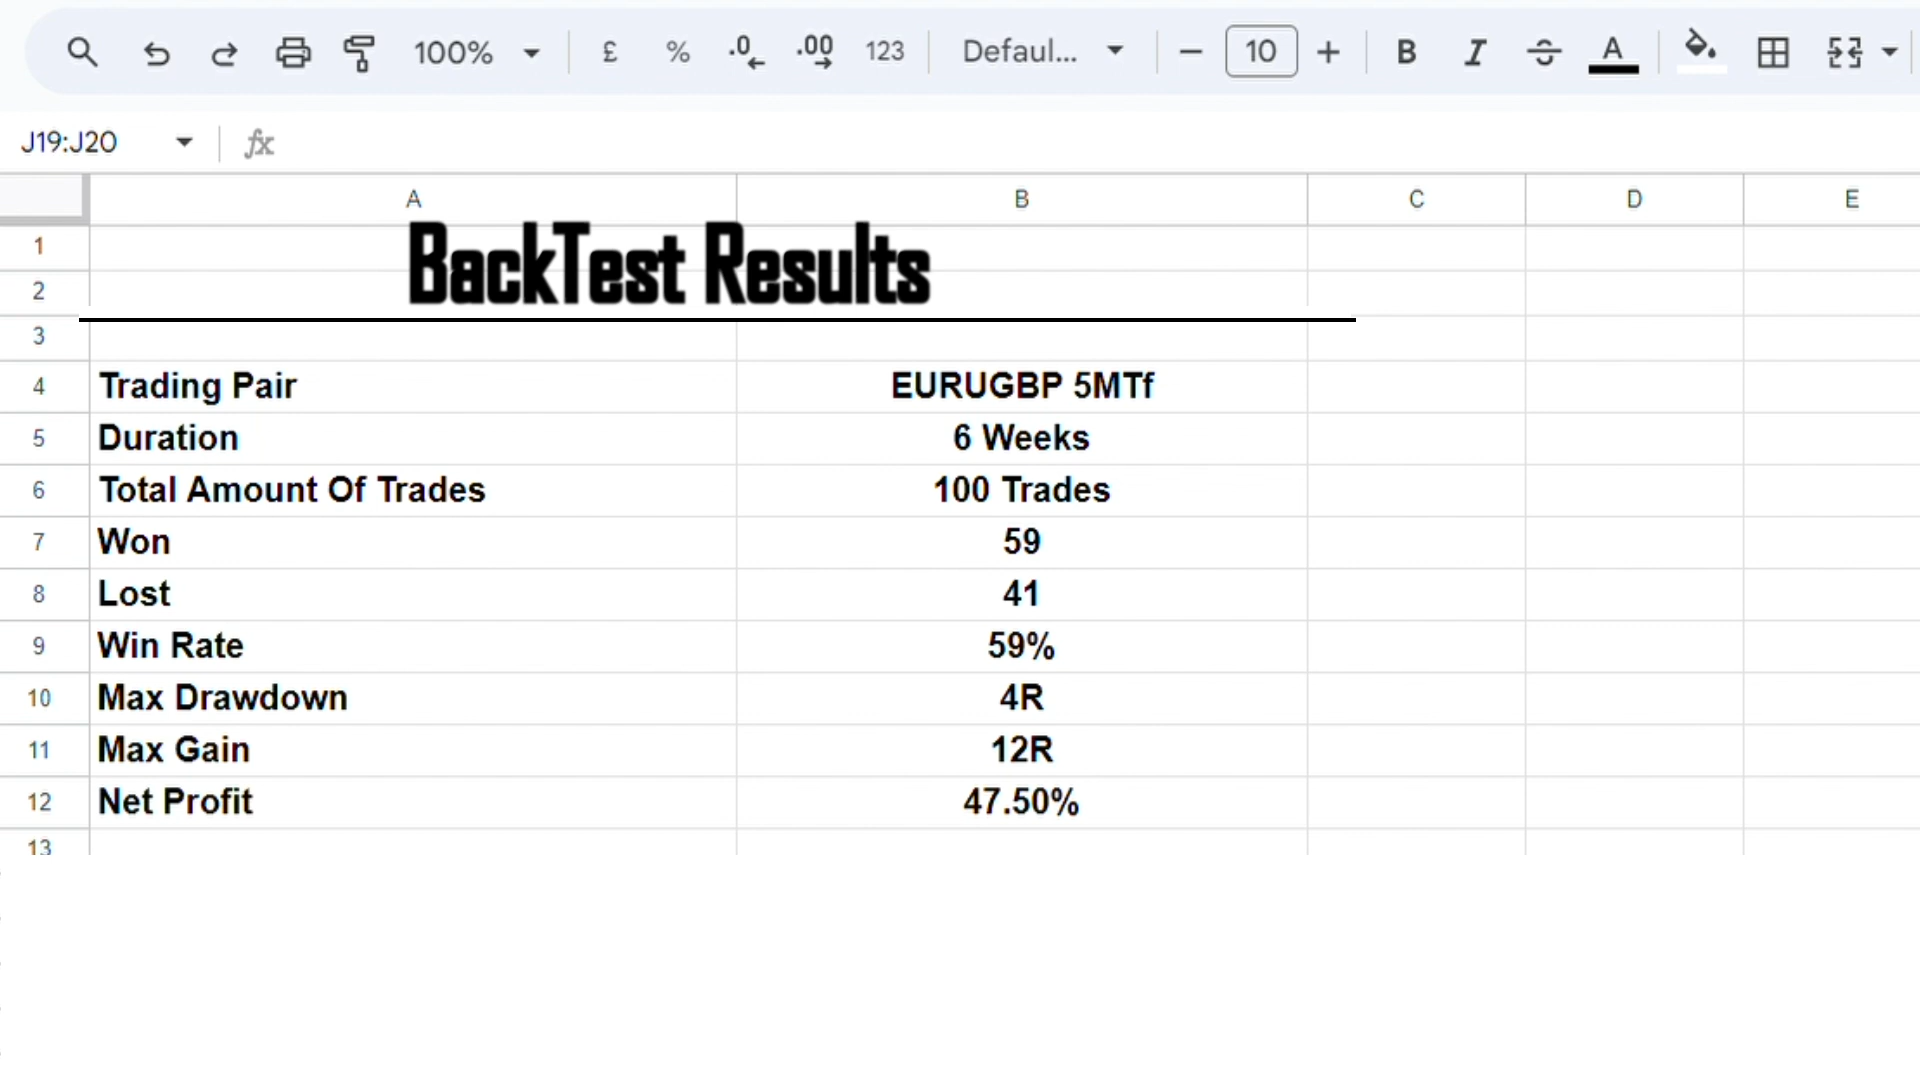 100% £ % .0 .00 123 Defaul... 10 B I S A
J19:J20 fx
A B C D E
1
BackTest Results
2
3
4 Trading Pair EURUGBP 5MTf
5 Duration 6 Weeks
6 Total Amount Of Trades 100 Trades
7 Won 59
8 Lost 41
9 Win Rate 59%
10 Max Drawdown 4R
11 Max Gain 12R
12 Net Profit 47.50%
13